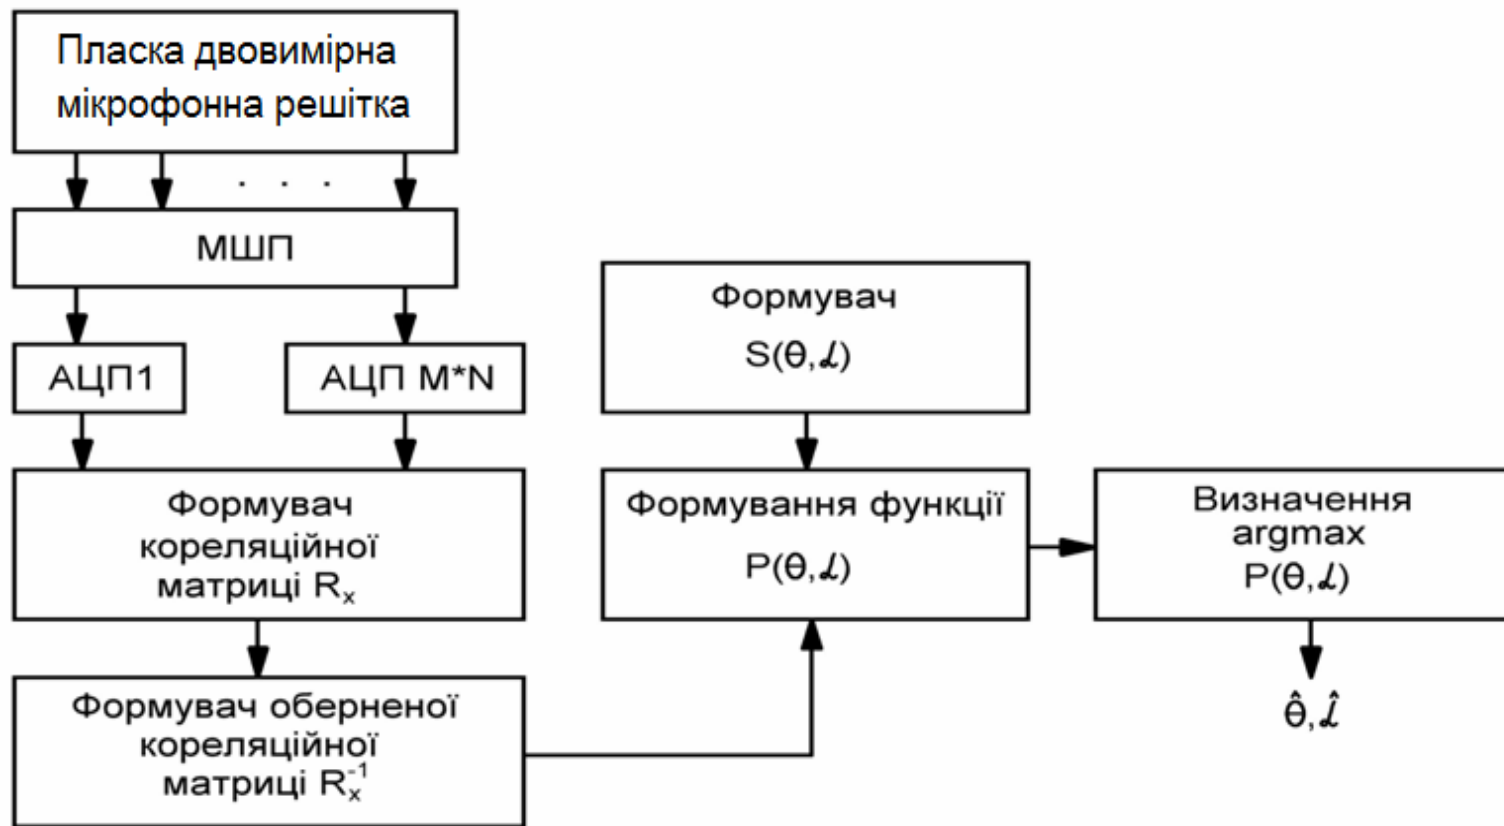 Пласка двовимірна
мікрофонна решітка
. . .
МШП
АЦП1
АЦП M*N
Формувач
кореляційної
матриці Rₓ
Формувач оберненої
кореляційної
матриці Rₓ⁻¹
Формувач
S(θ,𝓛)
Формування функції
P(θ,𝓛)
Визначення
argmax
P(θ,𝓛)
θ̂,𝓛̂